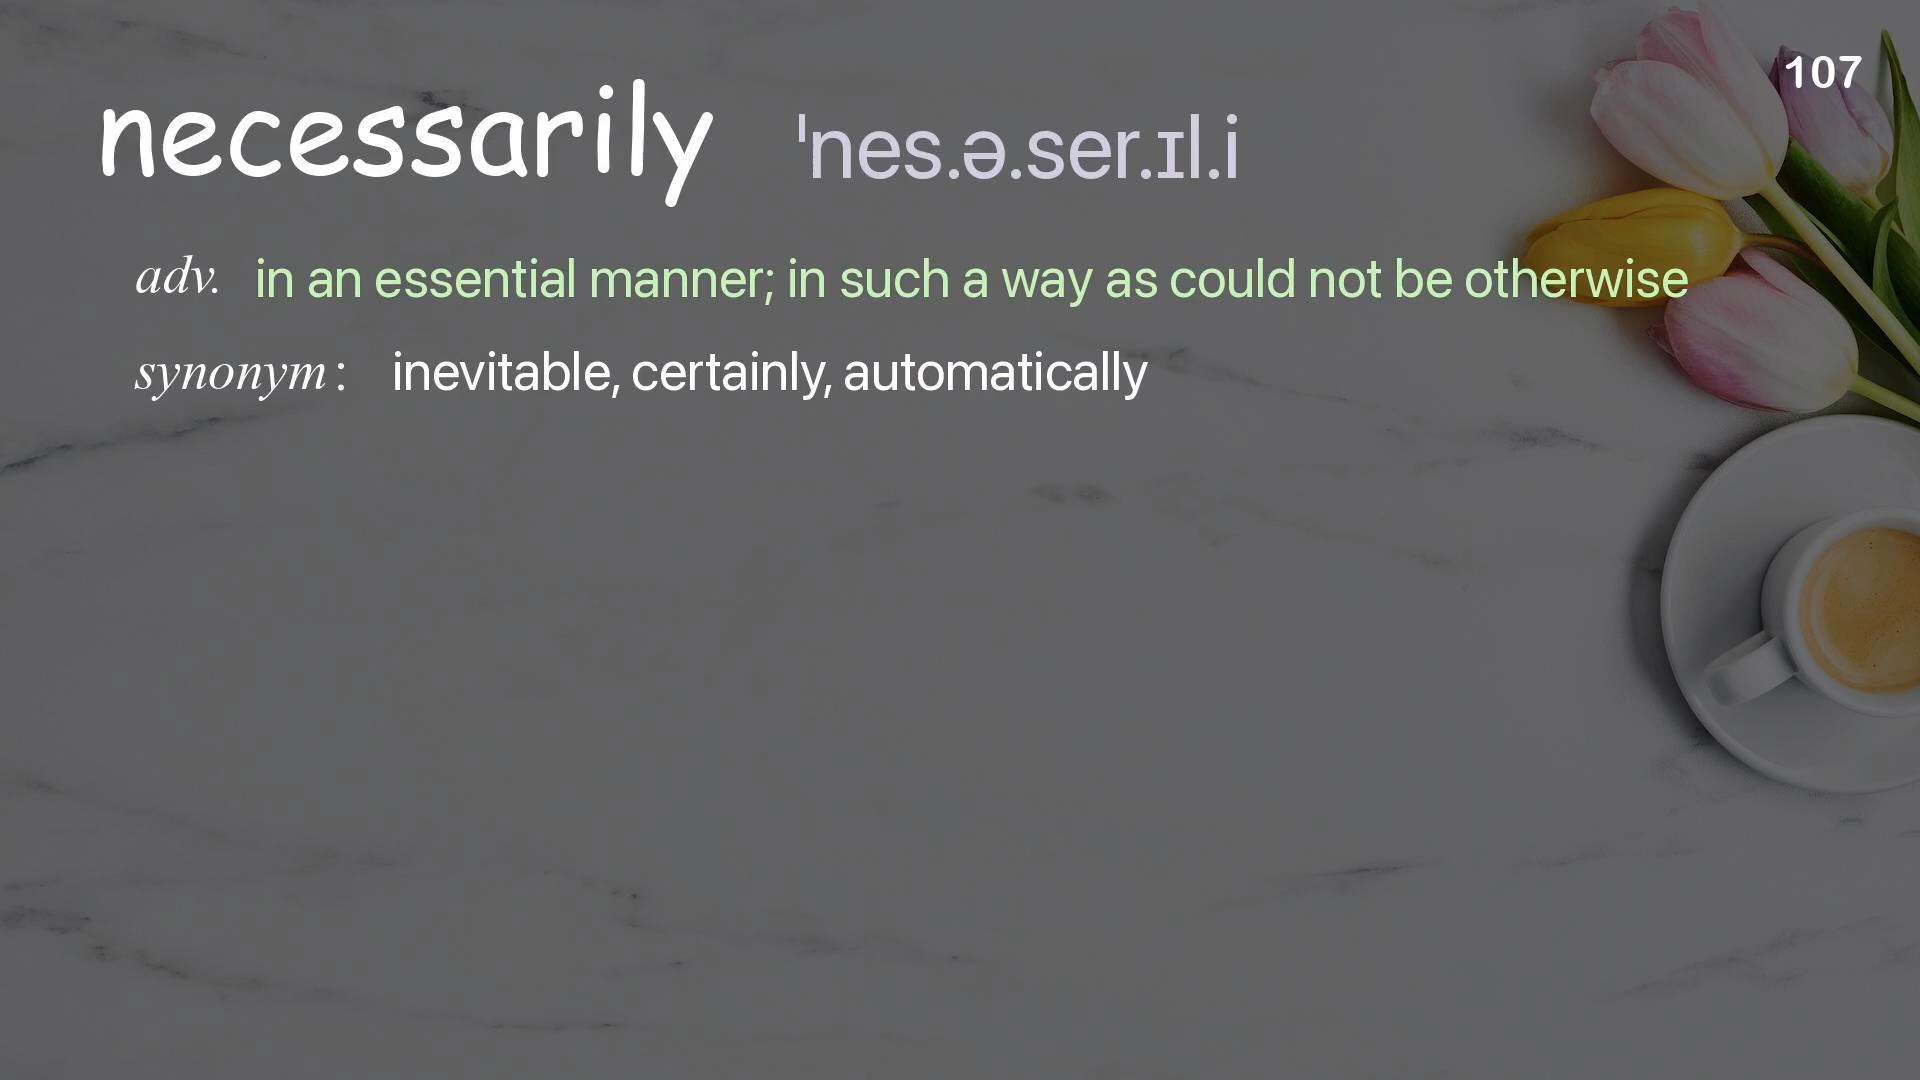 107
necessarily ˈnes.ə.ser.ɪl.i
adv. in an essential manner; in such a way as could not be otherwise
synonym : inevitable, certainly, automatically